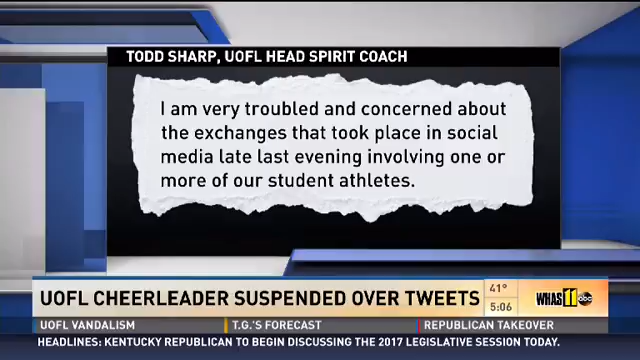 TODD SHARP, UOFL HEAD SPIRIT COACH
I am very troubled and concerned about
the exchanges that took place in social
media late last evening involving one or
more of our student athletes.
UOFL CHEERLEADER SUSPENDED OVER TWEETS
41°
5:06
WHAS11 abc
UOFL VANDALISM
T.G.'S FORECAST
REPUBLICAN TAKEOVER
HEADLINES: KENTUCKY REPUBLICAN TO BEGIN DISCUSSING THE 2017 LEGISLATIVE SESSION TODAY.